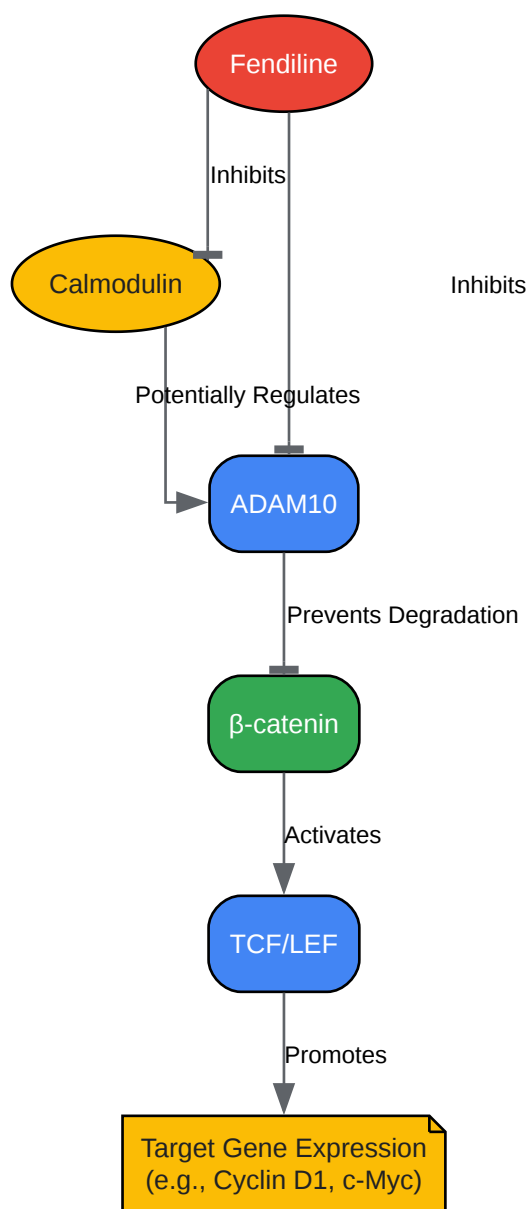 Fendiline
Inhibits
Calmodulin
Inhibits
Potentially Regulates
ADAM10
Prevents Degradation
β-catenin
Activates
TCF/LEF
Promotes
Target Gene Expression
(e.g., Cyclin D1, c-Myc)